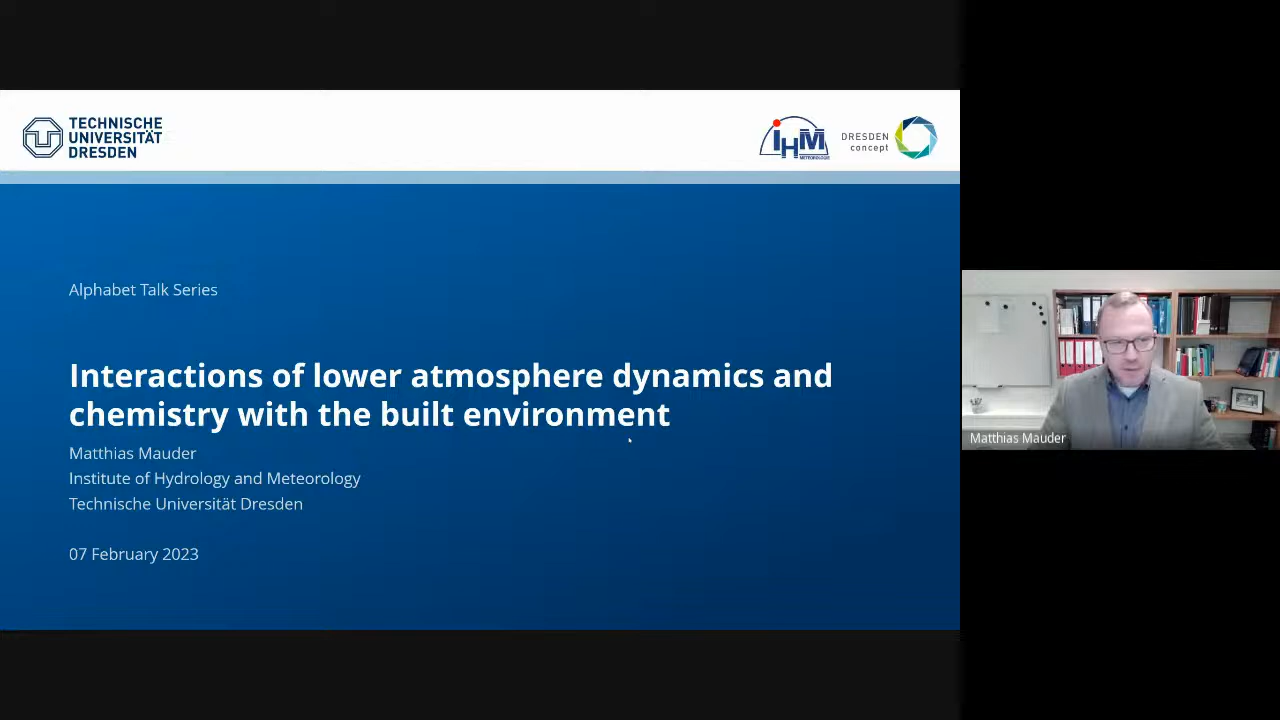 TECHNISCHE
UNIVERSITÄT
DRESDEN
IHM
METEOROLOGIE
DRESDEN
concept
Alphabet Talk Series
Interactions of lower atmosphere dynamics and
chemistry with the built environment
Matthias Mauder
Institute of Hydrology and Meteorology
Technische Universität Dresden
07 February 2023
Matthias Mauder